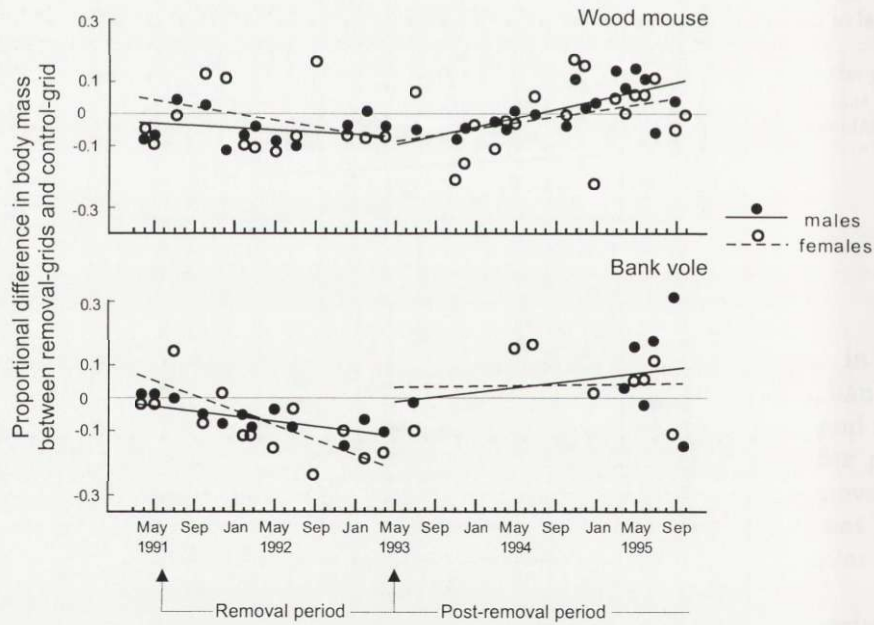 Wood mouse
0.3
0.1
0
-0.1
-0.3
Proportional difference in body mass
between removal-grids and control-grid
males
females
Bank vole
0.3
0.1
0
-0.1
-0.3
May Sep Jan May Sep Jan May Sep Jan May Sep Jan May Sep
1991 1992 1993 1994 1995
Removal period Post-removal period